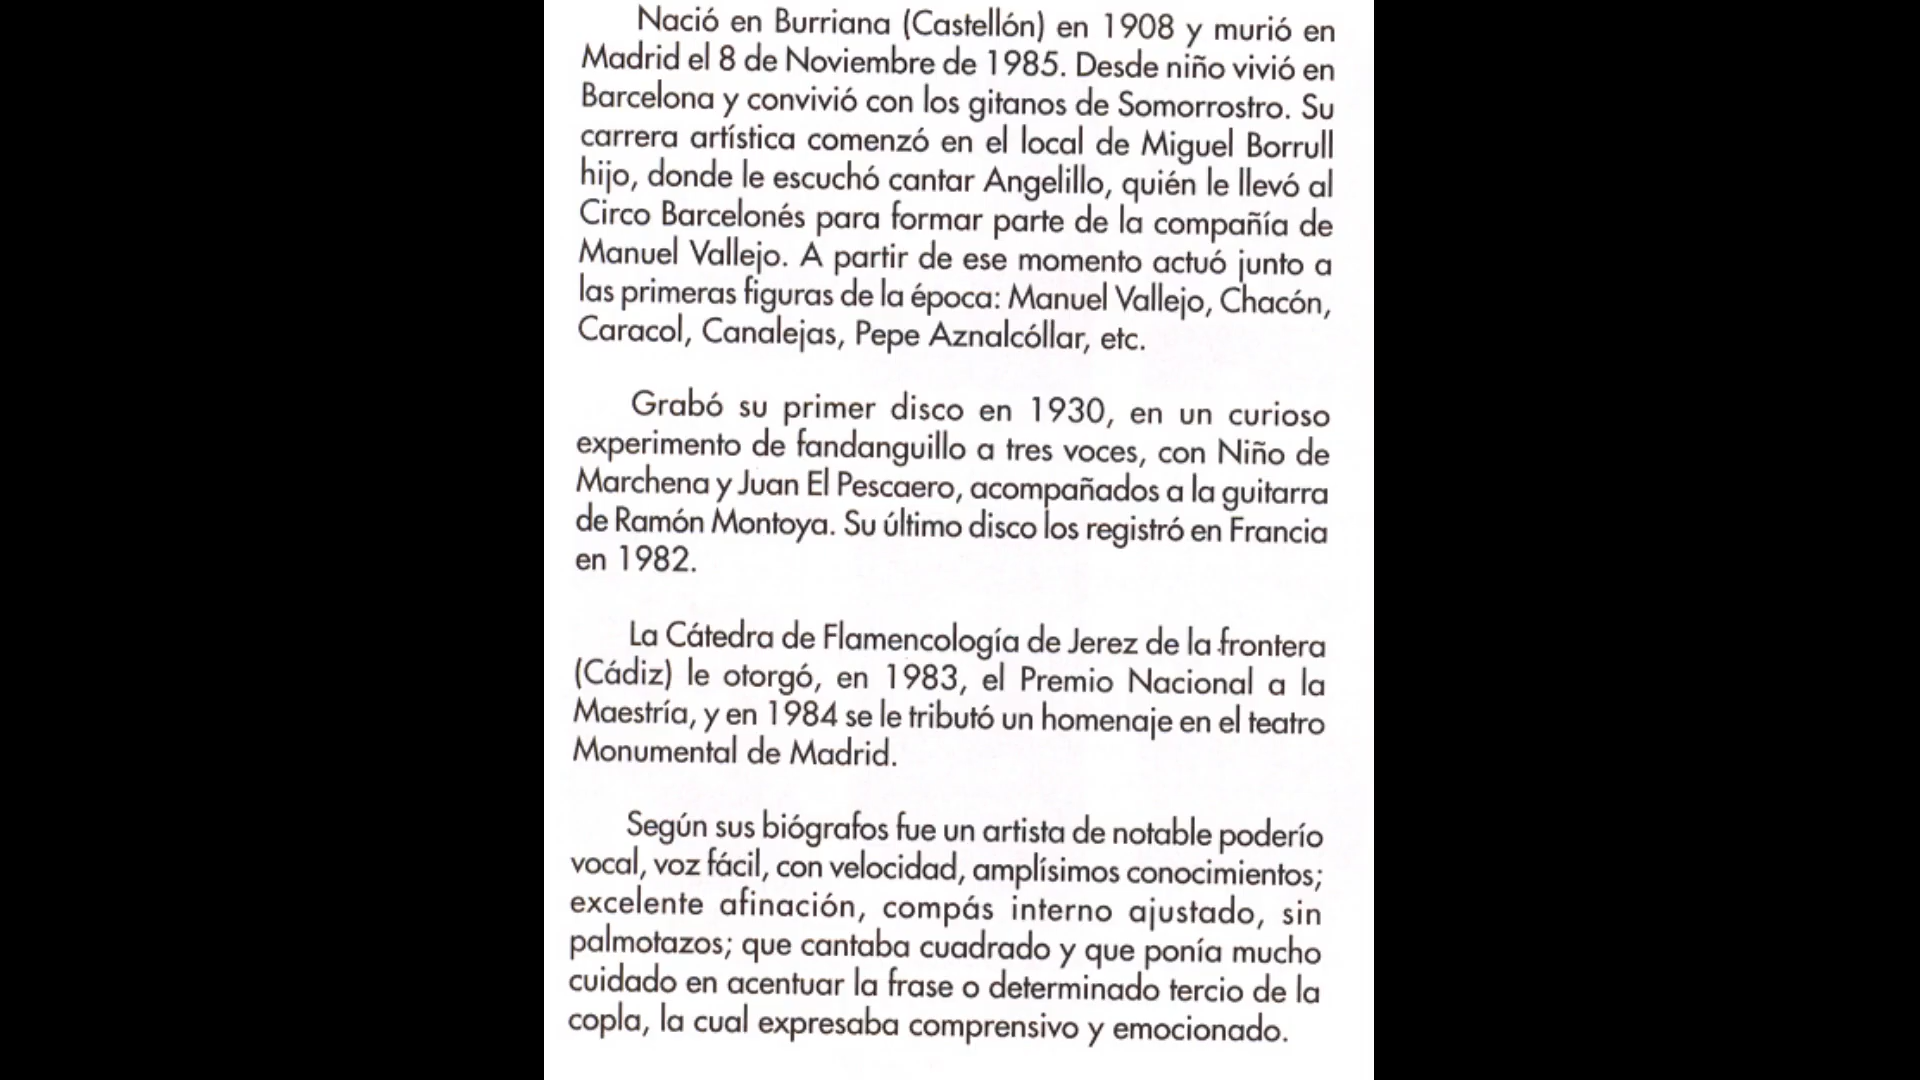 Nació en Burriana (Castellón) en 1908 y murió en
Madrid el 8 de Noviembre de 1985. Desde niño vivió en
Barcelona y convivió con los gitanos de Somorrostro. Su
carrera artística comenzó en el local de Miguel Borrull
hijo, donde le escuchó cantar Angelillo, quién le llevó al
Circo Barcelonés para formar parte de la compañía de
Manuel Vallejo. A partir de ese momento actuó junto a
las primeras figuras de la época: Manuel Vallejo, Chacón,
Caracol, Canalejas, Pepe Aznalcóllar, etc.
Grabó su primer disco en 1930, en un curioso
experimento de fandanguillo a tres voces, con Niño de
Marchena y Juan El Pescaero, acompañados a la guitarra
de Ramón Montoya. Su último disco los registró en Francia
en 1982.
La Cátedra de Flamencología de Jerez de la frontera
(Cádiz) le otorgó, en 1983, el Premio Nacional a la
Maestría, y en 1984 se le tributó un homenaje en el teatro
Monumental de Madrid.
Según sus biógrafos fue un artista de notable poderío
vocal, voz fácil, con velocidad, amplísimos conocimientos;
excelente afinación, compás interno ajustado, sin
palmotazos; que cantaba cuadrado y que ponía mucho
cuidado en acentuar la frase o determinado tercio de la
copla, la cual expresaba comprensivo y emocionado.